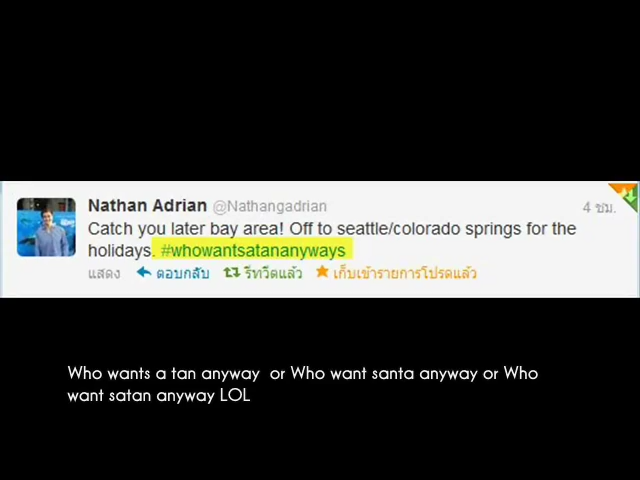 Nathan Adrian @Nathangadrian 4 ชม.
Catch you later bay area! Off to seattle/colorado springs for the
holidays. #whowantsatananyways
แสดง ตอบกลับ รีทวีตแล้ว เก็บเข้ารายการโปรดแล้ว
Who wants a tan anyway or Who want santa anyway or Who
want satan anyway LOL